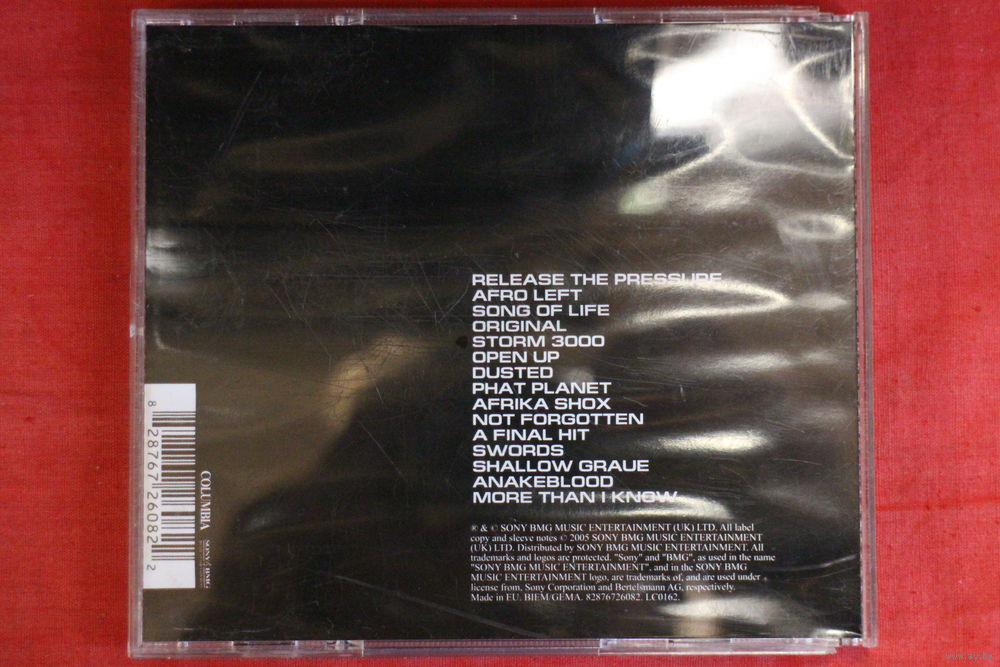 RELEASE THE PRESSURE
AFRO LEFT
SONG OF LIFE
ORIGINAL
STORM 3000
OPEN UP
DUSTED
PHAT PLANET
AFRIKA SHOX
NOT FORGOTTEN
A FINAL HIT
SWORDS
SHALLOW GRAUE
ANAKEBLOOD
MORE THAN I KNOW
℗ & © SONY BMG MUSIC ENTERTAINMENT (UK) LTD. All label
copy and sleeve notes © 2005 SONY BMG MUSIC ENTERTAINMENT
(UK) LTD. Distributed by SONY BMG MUSIC ENTERTAINMENT. All
trademarks and logos are protected. "Sony" and "BMG", as used in the name
"SONY BMG MUSIC ENTERTAINMENT", and in the SONY BMG
MUSIC ENTERTAINMENT logo, are trademarks of, and are used under
license from, Sony Corporation and Bertelsmann AG, respectively.
Made in EU. BIEM/GEMA. 82876726082. LC0162.
8 28767 26082 2
COLUMBIA
SONY BMG